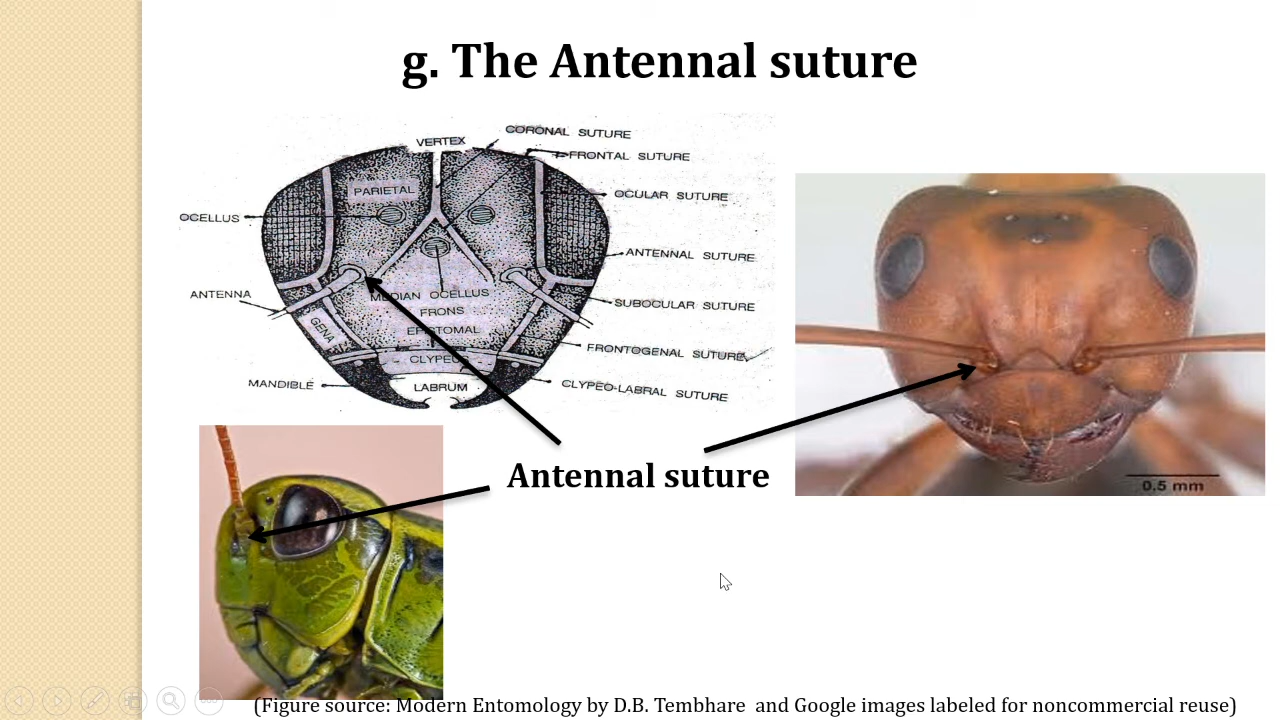 g. The Antennal suture
VERTEX
CORONAL SUTURE
FRONTAL SUTURE
PARIETAL
OCULAR SUTURE
OCELLUS
ANTENNAL SUTURE
ANTENNA
MEDIAN OCELLUS
SUBOCULAR SUTURE
FRONS
GENA
EPISTOMAL
FRONTOGENAL SUTURE
CLYPEUS
MANDIBLE
LABRUM
CLYPEO-LABRAL SUTURE
Antennal suture
0.5 mm
(Figure source: Modern Entomology by D.B. Tembhare and Google images labeled for noncommercial reuse)